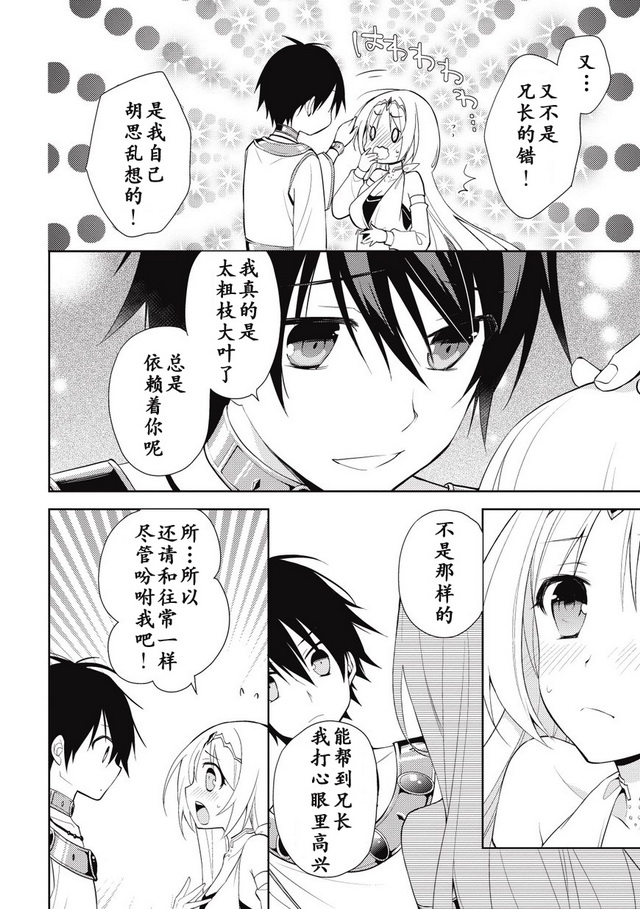 又…
又不是
兄长的错！
はわわわわ
??
是我自己
胡思乱想的！
我真的是
太粗枝大叶了
总是
依赖着你呢
不是那样的
能帮到兄长
我打心眼里高兴
所…所以
还请和往常一样
尽管吩咐我吧！